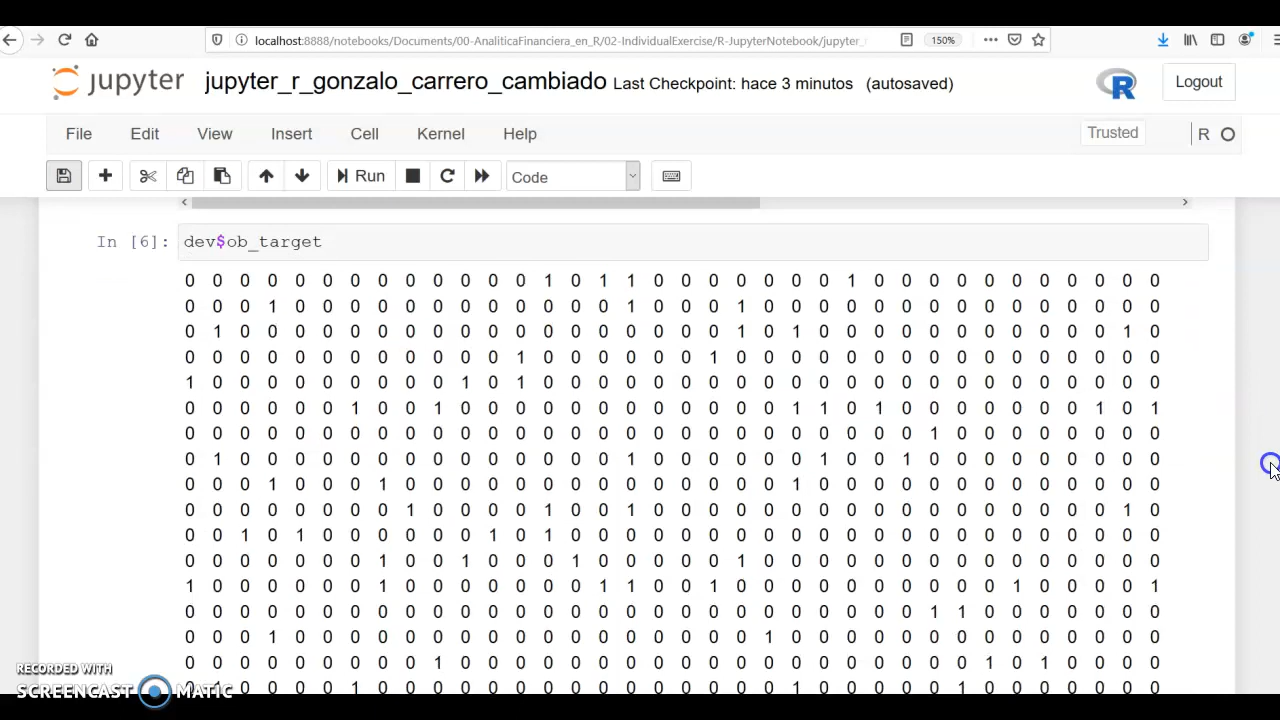 localhost:8888/notebooks/Documents/00-AnaliticaFinanciera_en_R/02-IndividualExercise/R-JupyterNotebook/jupyter_r 150%
jupyter jupyter_r_gonzalo_carrero_cambiado Last Checkpoint: hace 3 minutos (autosaved) R Logout
File Edit View Insert Cell Kernel Help Trusted R
Run Code
In [6]: dev$ob_target
0 0 0 0 0 0 0 0 0 0 0 0 0 1 0 1 1 0 0 0 0 0 0 0 1 0 0 0 0 0 0 0 0 0 0 0
0 0 0 1 0 0 0 0 0 0 0 0 0 0 0 0 1 0 0 0 1 0 0 0 0 0 0 0 0 0 0 0 0 0 0 0
0 1 0 0 0 0 0 0 0 0 0 0 0 0 0 0 0 0 0 0 1 0 1 0 0 0 0 0 0 0 0 0 0 0 1 0
0 0 0 0 0 0 0 0 0 0 0 0 1 0 0 0 0 0 0 1 0 0 0 0 0 0 0 0 0 0 0 0 0 0 0 0
1 0 0 0 0 0 0 0 0 0 1 0 1 0 0 0 0 0 0 0 0 0 0 0 0 0 0 0 0 0 0 0 0 0 0 0
0 0 0 0 0 0 1 0 0 1 0 0 0 0 0 0 0 0 0 0 0 0 1 1 0 1 0 0 0 0 0 0 0 1 0 1
0 0 0 0 0 0 0 0 0 0 0 0 0 0 0 0 0 0 0 0 0 0 0 0 0 0 0 1 0 0 0 0 0 0 0 0
0 1 0 0 0 0 0 0 0 0 0 0 0 0 0 0 1 0 0 0 0 0 0 1 0 0 1 0 0 0 0 0 0 0 0 0
0 0 0 1 0 0 0 1 0 0 0 0 0 0 0 0 0 0 0 0 0 0 1 0 0 0 0 0 0 0 0 0 0 0 0 0
0 0 0 0 0 0 0 0 1 0 0 0 0 1 0 0 1 0 0 0 0 0 0 0 0 0 0 0 0 0 0 0 0 0 1 0
0 0 1 0 1 0 0 0 0 0 0 1 0 1 0 0 0 0 0 0 0 0 0 0 0 0 0 0 0 0 0 0 0 0 0 0
0 0 0 0 0 0 0 1 0 0 1 0 0 0 1 0 0 0 0 0 1 0 0 0 0 0 0 0 0 0 0 0 0 0 0 0
1 0 0 0 0 0 0 1 0 0 0 0 0 0 0 1 1 0 0 1 0 0 0 0 0 0 0 0 0 0 1 0 0 0 0 1
0 0 0 0 0 0 0 0 0 0 0 0 0 0 0 0 0 0 0 0 0 0 0 0 0 0 0 1 1 0 0 0 0 0 0 0
0 0 0 1 0 0 0 0 0 0 0 0 0 0 0 0 0 0 0 0 0 1 0 0 0 0 0 0 0 0 0 0 0 0 0 0
0 0 0 0 0 0 0 0 0 1 0 0 0 0 0 0 0 0 0 0 0 0 0 0 0 0 0 0 0 1 0 1 0 0 0 0
0 1 0 0 0 0 1 0 0 0 0 0 0 0 0 0 0 0 0 0 0 0 1 0 0 0 0 0 1 0 0 0 0 0 0 0
RECORDED WITH
SCREENCAST MATIC